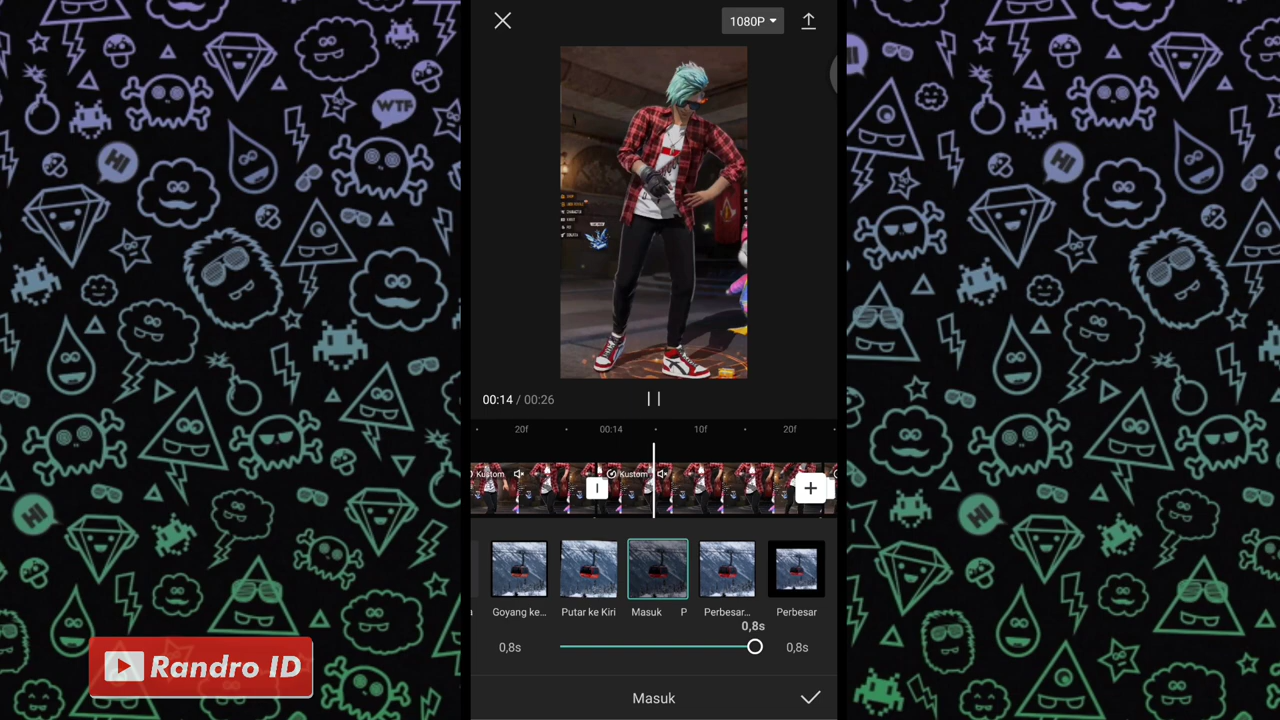 1080P
WTF
HI
HI
00:14 / 00:26
20f
00:14
10f
20f
Kustom
Kustom
Goyang ke...
Putar ke Kiri
Masuk
P
Perbesar...
Perbesar
0,8s
0,8s
0,8s
HI
HI
Randro ID
Masuk